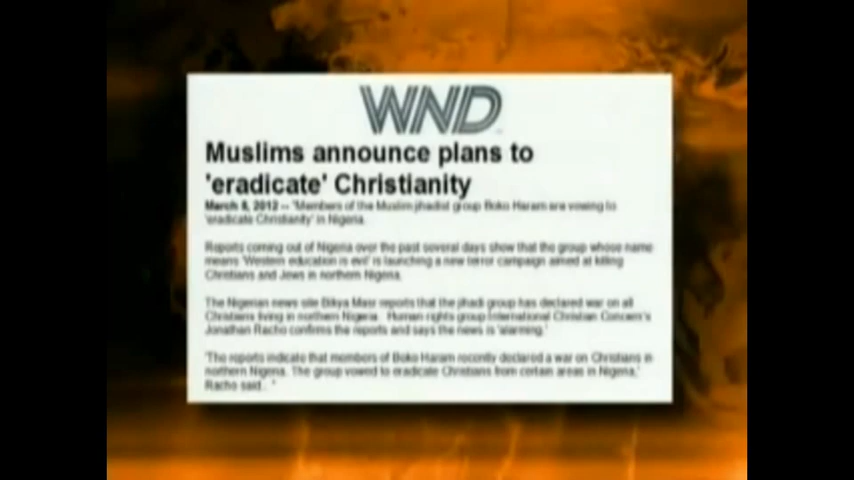 WND
Muslims announce plans to
'eradicate' Christianity
March 8, 2012 -- "Members of the Muslim jihadist group Boko Haram are vowing to
'eradicate Christianity' in Nigeria.
Reports coming out of Nigeria over the past several days show that the group whose name
means 'Western education is evil' is launching a new terror campaign aimed at killing
Christians and Jews in northern Nigeria.
The Nigerian news site Bikya Masr reports that the jihadi group has declared war on all
Christians living in northern Nigeria. Human rights group International Christian Concern's
Jonathan Racho confirms the reports and says the news is 'alarming.'
'The reports indicate that members of Boko Haram recently declared a war on Christians in
northern Nigeria. The group vowed to eradicate Christians from certain areas in Nigeria,'
Racho said..."